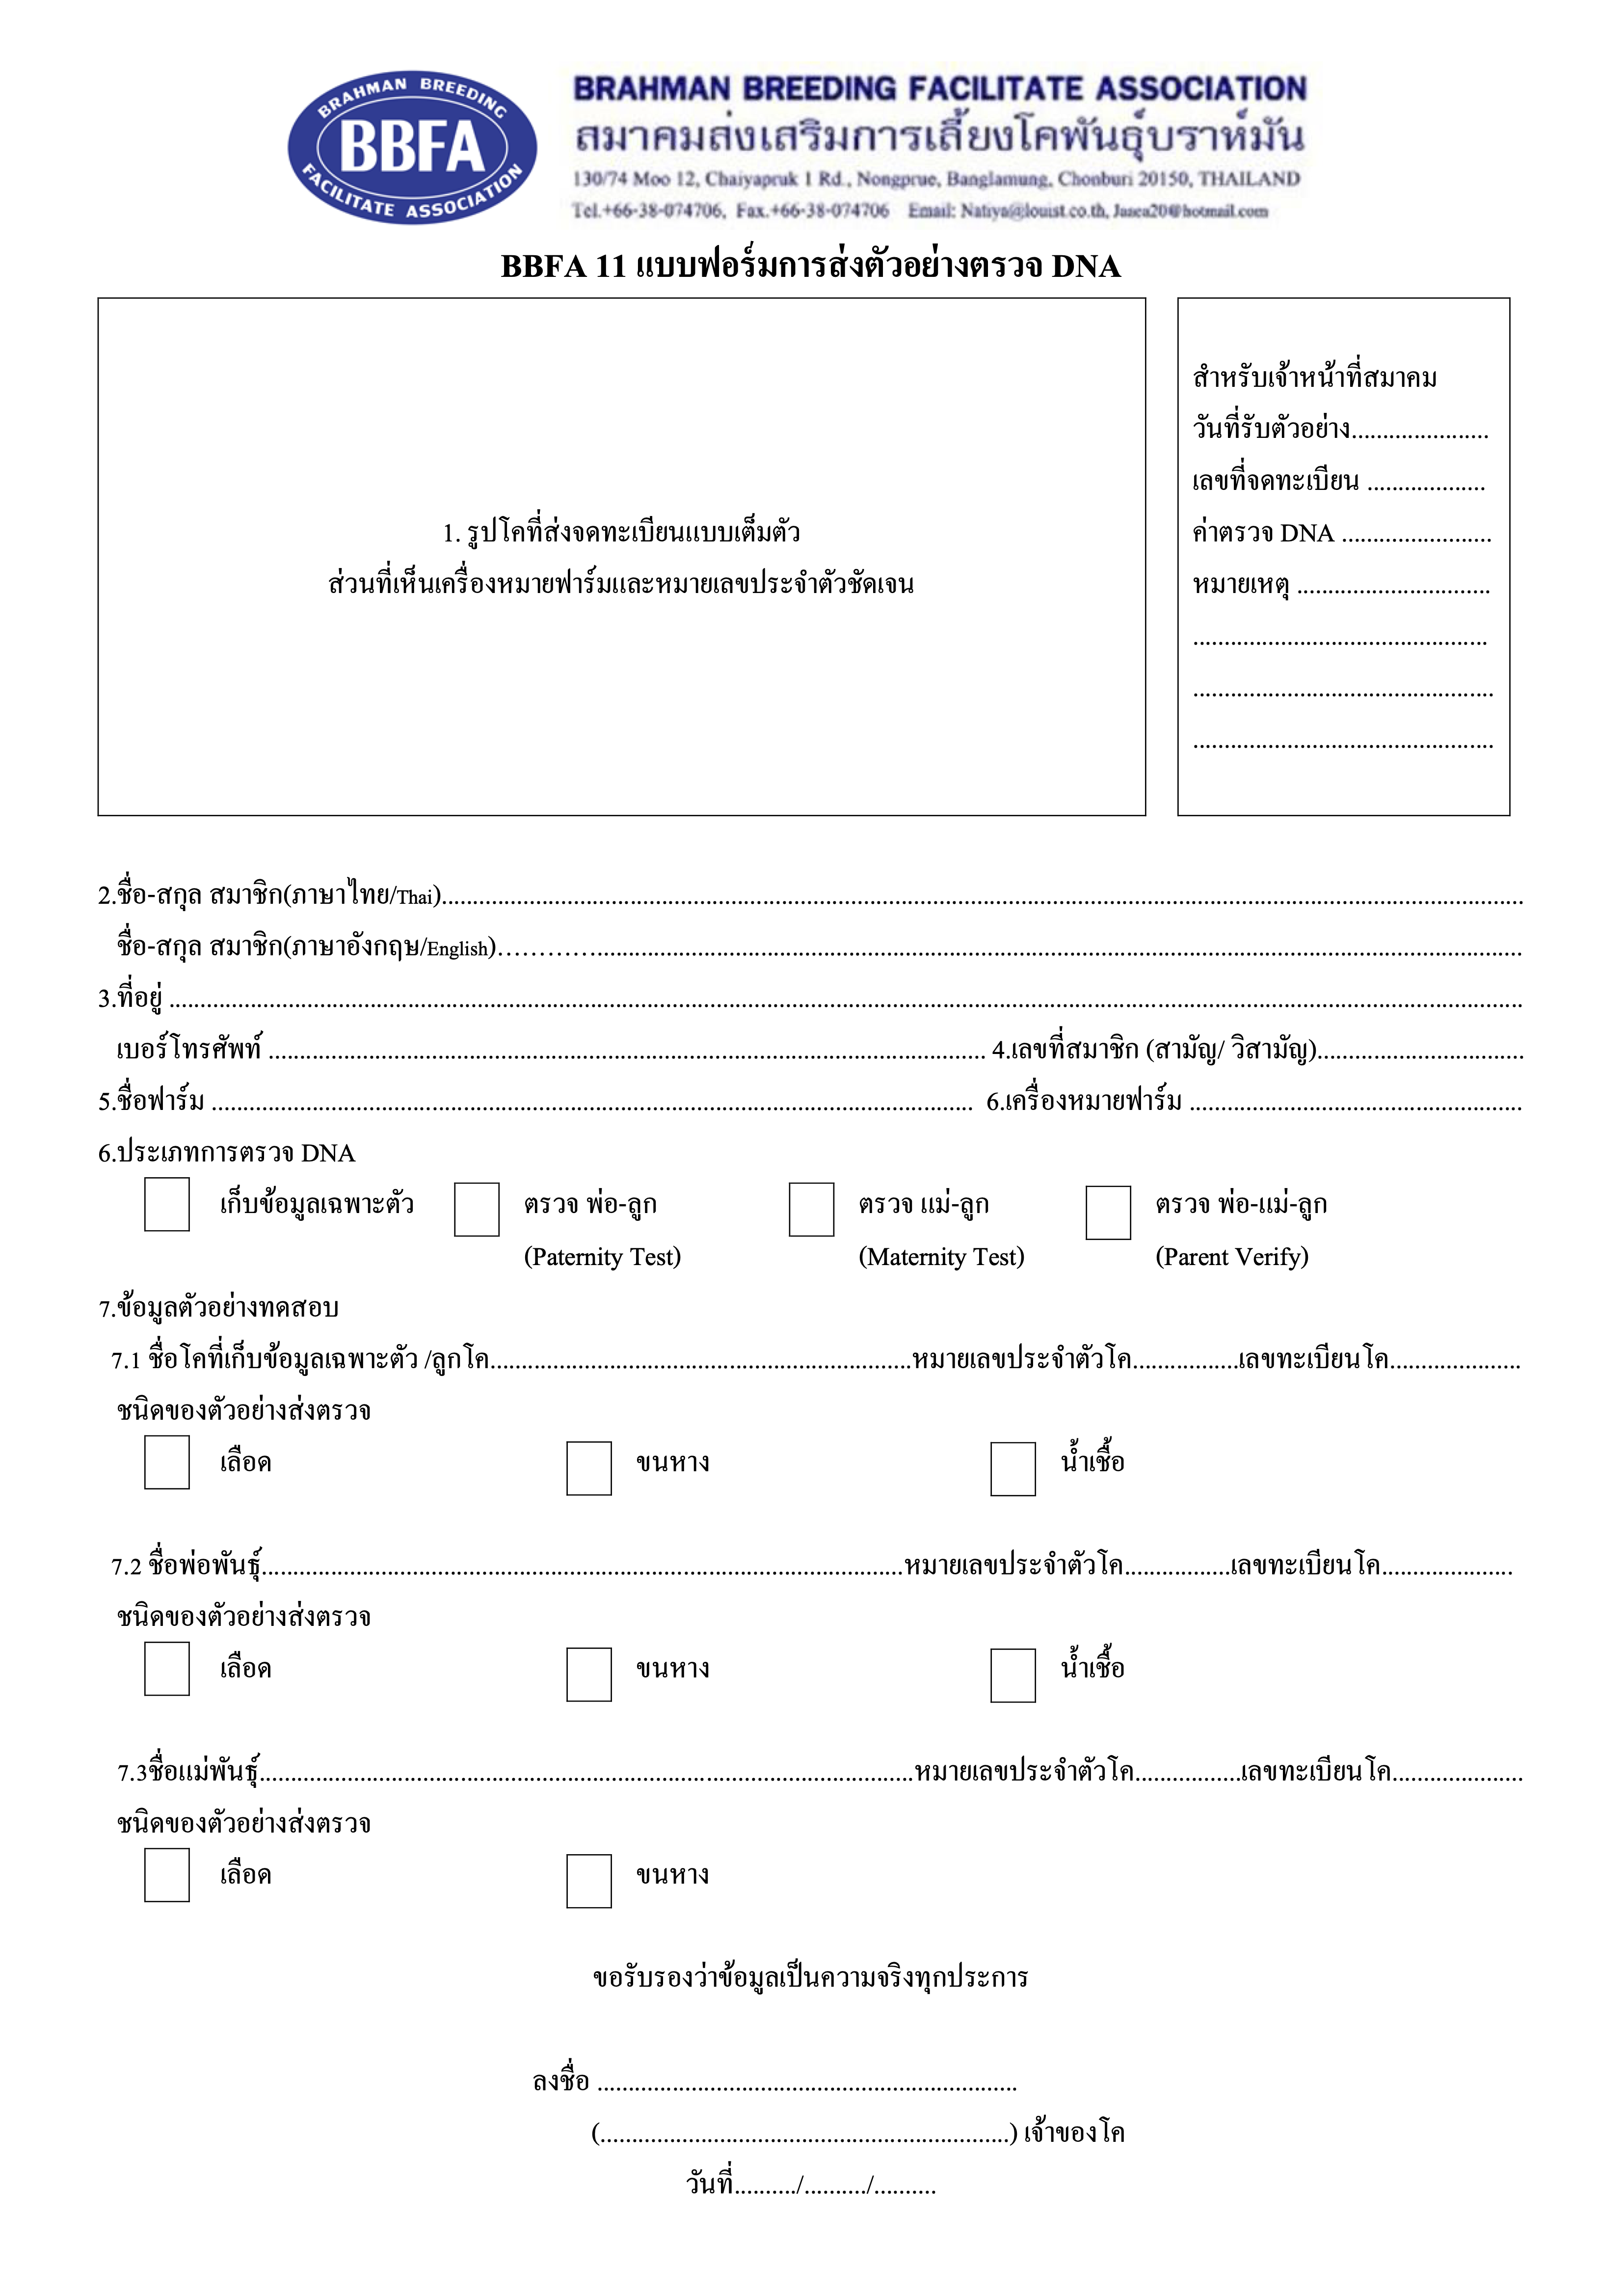 BRAHMAN BREEDING
BBFA
FACILITATE ASSOCIATION
BRAHMAN BREEDING FACILITATE ASSOCIATION
สมาคมส่งเสริมการเลี้ยงโคพันธุ์บราห์มัน
130/74 Moo 12, Chaiyapruk 1 Rd., Nongprue, Banglamung, Chonburi 20150, THAILAND
Tel.+66-38-074706, Fax.+66-38-074706 Email: Natiya@louist.co.th,
BBFA 11 แบบฟอร์มการส่งตัวอย่างตรวจ DNA
1. รูปโคที่ส่งจดทะเบียนแบบเต็มตัว
ส่วนที่เห็นเครื่องหมายฟาร์มและหมายเลขประจำตัวชัดเจน
สำหรับเจ้าหน้าที่สมาคม
วันที่รับตัวอย่าง......................
เลขที่จดทะเบียน ...................
ค่าตรวจ DNA ........................
หมายเหตุ ...............................
...............................................
................................................
................................................
2.ชื่อ-สกุล สมาชิก(ภาษาไทย/Thai)..............................................................................
ชื่อ-สกุล สมาชิก(ภาษาอังกฤษ/English)..............................................................................
3.ที่อยู่ ..............................................................................
เบอร์โทรศัพท์ .................................................. 4.เลขที่สมาชิก (สามัญ/ วิสามัญ).................................
5.ชื่อฟาร์ม .................................................. 6.เครื่องหมายฟาร์ม .................................................
6.ประเภทการตรวจ DNA
เก็บข้อมูลเฉพาะตัว ตรวจ พ่อ-ลูก ตรวจ แม่-ลูก ตรวจ พ่อ-แม่-ลูก
(Paternity Test) (Maternity Test) (Parent Verify)
7.ข้อมูลตัวอย่างทดสอบ
7.1 ชื่อโคที่เก็บข้อมูลเฉพาะตัว /ลูกโค..................................................หมายเลขประจำตัวโค.................เลขทะเบียนโค.....................
ชนิดของตัวอย่างส่งตรวจ
เลือด ขนหาง น้ำเชื้อ
7.2 ชื่อพ่อพันธุ์..................................................หมายเลขประจำตัวโค.................เลขทะเบียนโค.....................
ชนิดของตัวอย่างส่งตรวจ
เลือด ขนหาง น้ำเชื้อ
7.3ชื่อแม่พันธุ์..................................................หมายเลขประจำตัวโค.................เลขทะเบียนโค.....................
ชนิดของตัวอย่างส่งตรวจ
เลือด ขนหาง
ขอรับรองว่าข้อมูลเป็นความจริงทุกประการ
ลงชื่อ ...................................................................
(.................................................................) เจ้าของโค
วันที่........../........../..........